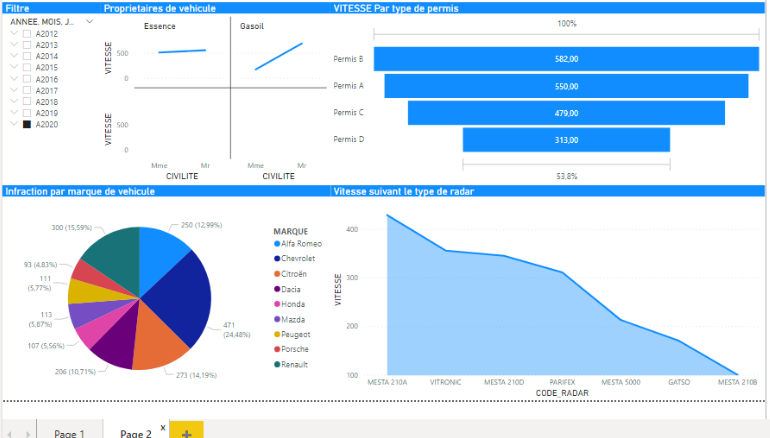 Filtre
ANNEE, MOIS, J...
A2012
A2013
A2014
A2015
A2016
A2017
A2018
A2019
A2020
Proprietaires de vehicule
Essence
Gasoil
VITESSE
500
0
VITESSE
500
0
Mme
Mr
Mme
Mr
CIVILITE
CIVILITE
VITESSE Par type de permis
100%
Permis B
582,00
Permis A
550,00
Permis C
479,00
Permis D
313,00
53,8%
Infraction par marque de vehicule
300 (15,59%)
250 (12,99%)
93 (4,83%)
111
(5,77%)
113
(5,87%)
107 (5,56%)
206 (10,71%)
273 (14,19%)
471
(24,48%)
MARQUE
Alfa Romeo
Chevrolet
Citroën
Dacia
Honda
Mazda
Peugeot
Porsche
Renault
Vitesse suivant le type de radar
VITESSE
400
300
200
100
MESTA 210A
VITRONIC
MESTA 210D
PARIFEX
MESTA 5000
GATSO
MESTA 210B
CODE_RADAR
Page 1
Page 2
x
+